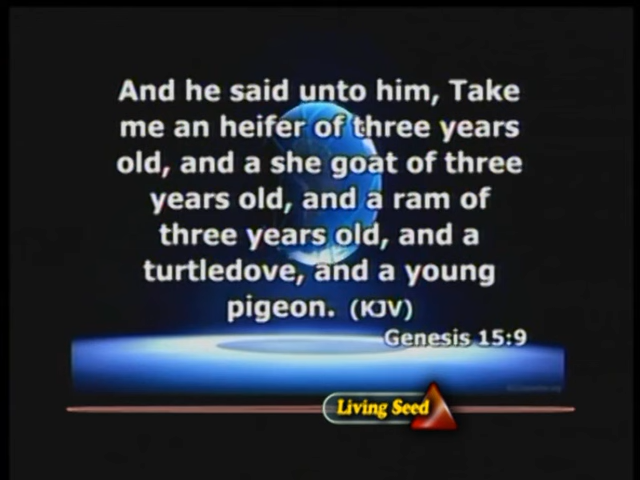 And he said unto him, Take
me an heifer of three years
old, and a she goat of three
years old, and a ram of
three years old, and a
turtledove, and a young
pigeon. (KJV)
Genesis 15:9
Living Seed